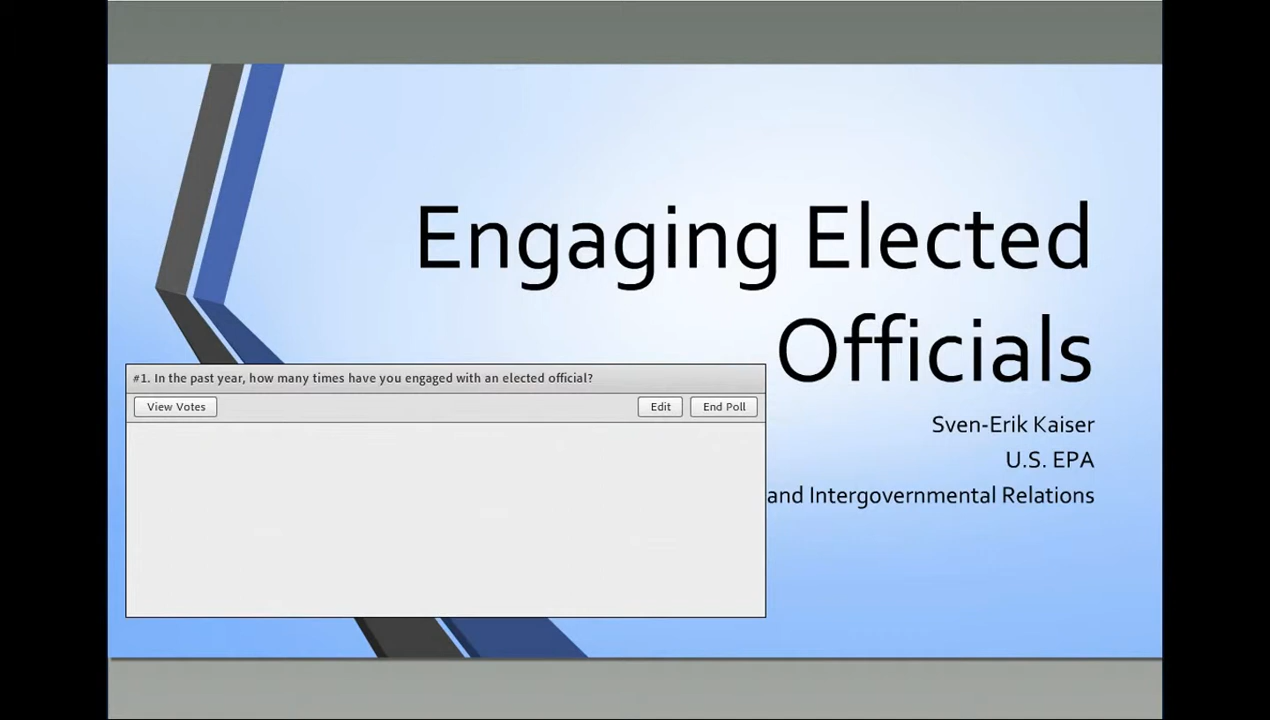 Engaging Elected
Officials
Sven-Erik Kaiser
U.S. EPA
and Intergovernmental Relations
#1. In the past year, how many times have you engaged with an elected official?
View Votes
Edit
End Poll